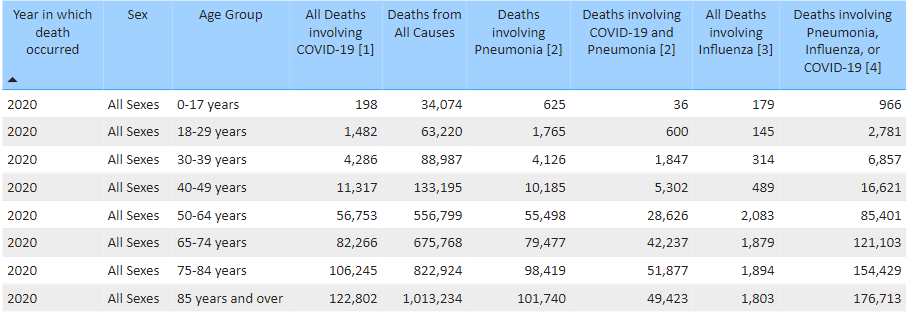 Year in which death occurred Sex Age Group All Deaths involving COVID-19 [1] Deaths from All Causes Deaths involving Pneumonia [2] Deaths involving COVID-19 and Pneumonia [2] All Deaths involving Influenza [3] Deaths involving Pneumonia, Influenza, or COVID-19 [4]
2020 All Sexes 0-17 years 198 34,074 625 36 179 966
2020 All Sexes 18-29 years 1,482 63,220 1,765 600 145 2,781
2020 All Sexes 30-39 years 4,286 88,987 4,126 1,847 314 6,857
2020 All Sexes 40-49 years 11,317 133,195 10,185 5,302 489 16,621
2020 All Sexes 50-64 years 56,753 556,799 55,498 28,626 2,083 85,401
2020 All Sexes 65-74 years 82,266 675,768 79,477 42,237 1,879 121,103
2020 All Sexes 75-84 years 106,245 822,924 98,419 51,877 1,894 154,429
2020 All Sexes 85 years and over 122,802 1,013,234 101,740 49,423 1,803 176,713